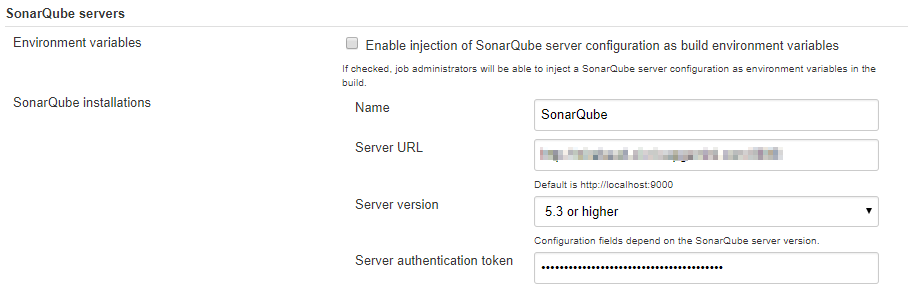 SonarQube servers
Environment variables
Enable injection of SonarQube server configuration as build environment variables
If checked, job administrators will be able to inject a SonarQube server configuration as environment variables in the
build.
SonarQube installations
Name
SonarQube
Server URL
Default is http://localhost:9000
Server version
5.3 or higher
Configuration fields depend on the SonarQube server version.
Server authentication token